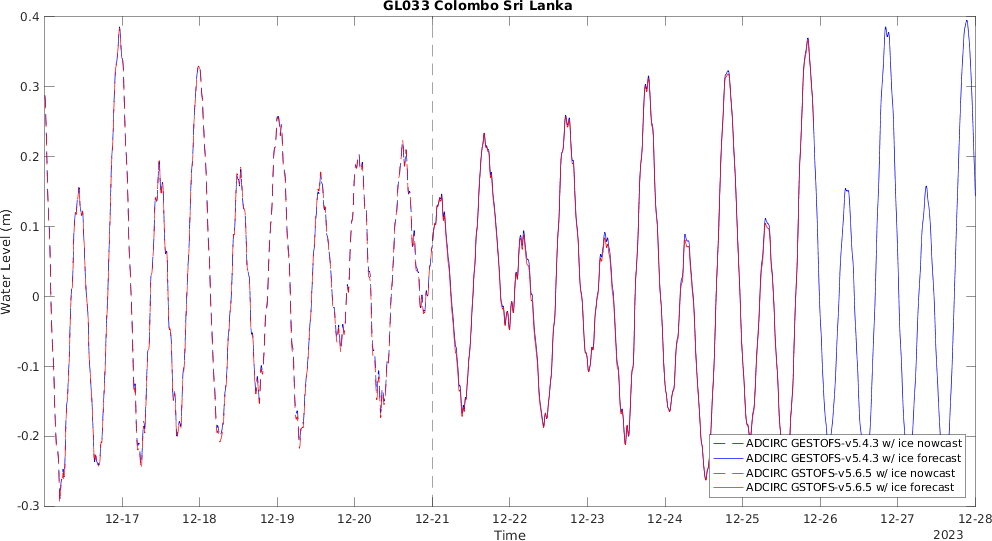 GL033 Colombo Sri Lanka
0.4
0.3
0.2
0.1
0
-0.1
-0.2
-0.3
Water Level (m)
ADCIRC GESTOFS-v5.4.3 w/ ice nowcast
ADCIRC GESTOFS-v5.4.3 w/ ice forecast
ADCIRC GSTOFS-v5.6.5 w/ ice nowcast
ADCIRC GSTOFS-v5.6.5 w/ ice forecast
12-17 12-18 12-19 12-20 12-21 12-22 12-23 12-24 12-25 12-26 12-27 12-28
Time
2023